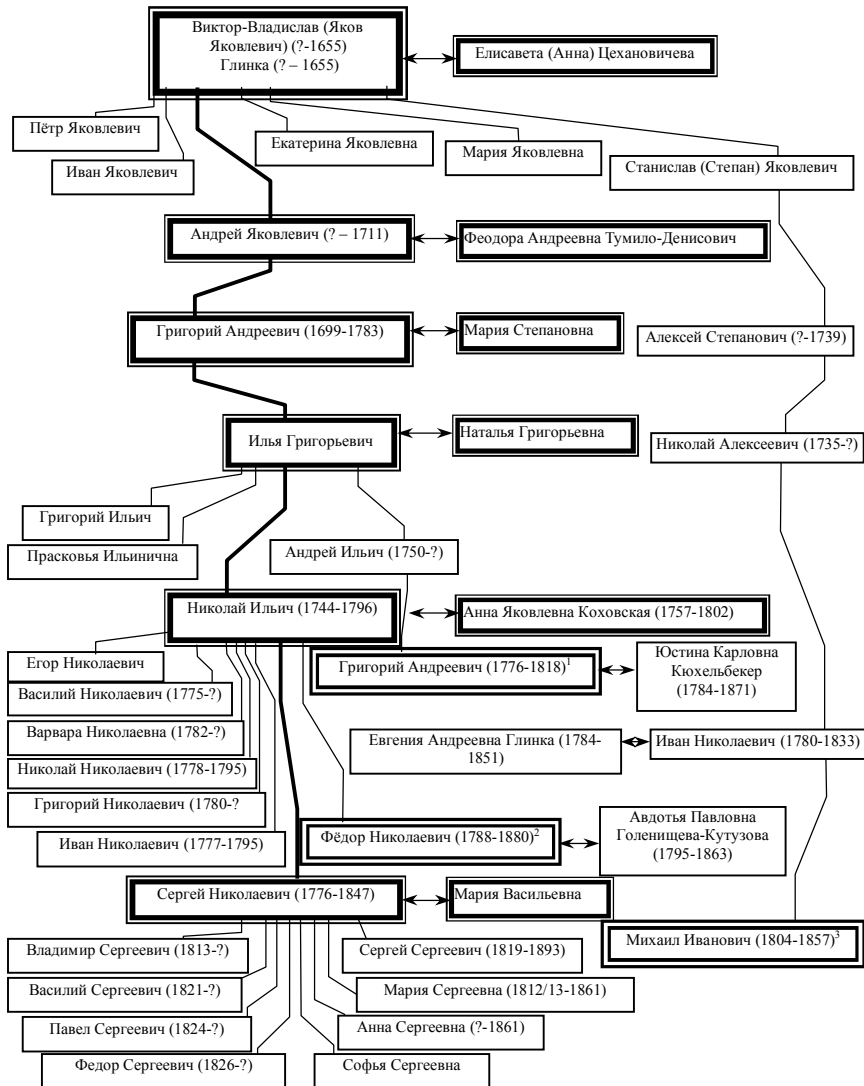 Виктор-Владислав (Яков
Яковлевич) (?-1655)
Глинка (? – 1655)
Елисавета (Анна) Цехановичева
Пётр Яковлевич
Иван Яковлевич
Екатерина Яковлевна
Мария Яковлевна
Станислав (Степан) Яковлевич
Андрей Яковлевич (? – 1711)
Феодора Андреевна Тумило-Денисович
Григорий Андреевич (1699-1783)
Мария Степановна
Алексей Степанович (?-1739)
Илья Григорьевич
Наталья Григорьевна
Николай Алексеевич (1735-?)
Григорий Ильич
Прасковья Ильинична
Андрей Ильич (1750-?)
Николай Ильич (1744-1796)
Анна Яковлевна Коховская (1757-1802)
Егор Николаевич
Григорий Андреевич (1776-1818)1
Юстина Карловна
Кюхельбекер
(1784-1871)
Василий Николаевич (1775-?)
Варвара Николаевна (1782-?)
Евгения Андреевна Глинка (1784-
1851)
Иван Николаевич (1780-1833)
Николай Николаевич (1778-1795)
Григорий Николаевич (1780-?
Иван Николаевич (1777-1795)
Фёдор Николаевич (1788-1880)2
Авдотья Павловна
Голенищева-Кутузова
(1795-1863)
Сергей Николаевич (1776-1847)
Мария Васильевна
Михаил Иванович (1804-1857)3
Владимир Сергеевич (1813-?)
Сергей Сергеевич (1819-1893)
Василий Сергеевич (1821-?)
Мария Сергеевна (1812/13-1861)
Павел Сергеевич (1824-?)
Анна Сергеевна (?-1861)
Федор Сергеевич (1826-?)
Софья Сергеевна